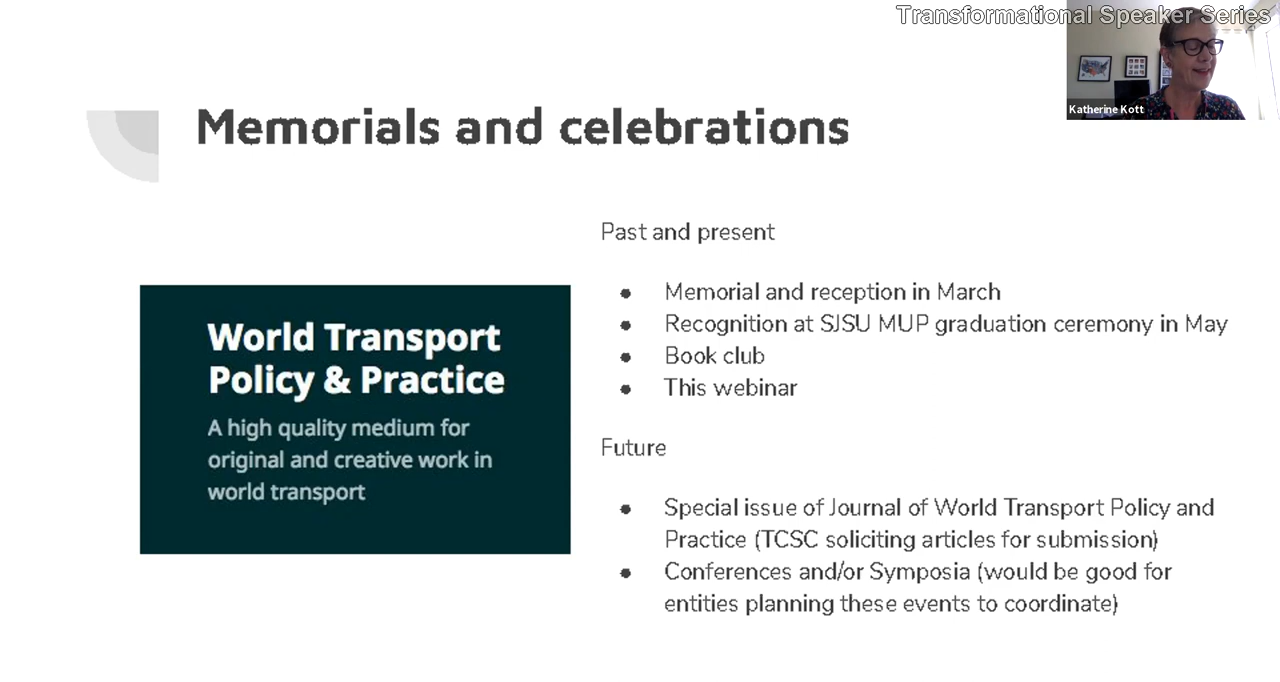 Transformational Speaker Series
Katherine Kott
Memorials and celebrations
World Transport
Policy & Practice
A high quality medium for
original and creative work in
world transport
Past and present
● Memorial and reception in March
● Recognition at SJSU MUP graduation ceremony in May
● Book club
● This webinar
Future
● Special issue of Journal of World Transport Policy and
Practice (TCSC soliciting articles for submission)
● Conferences and/or Symposia (would be good for
entities planning these events to coordinate)